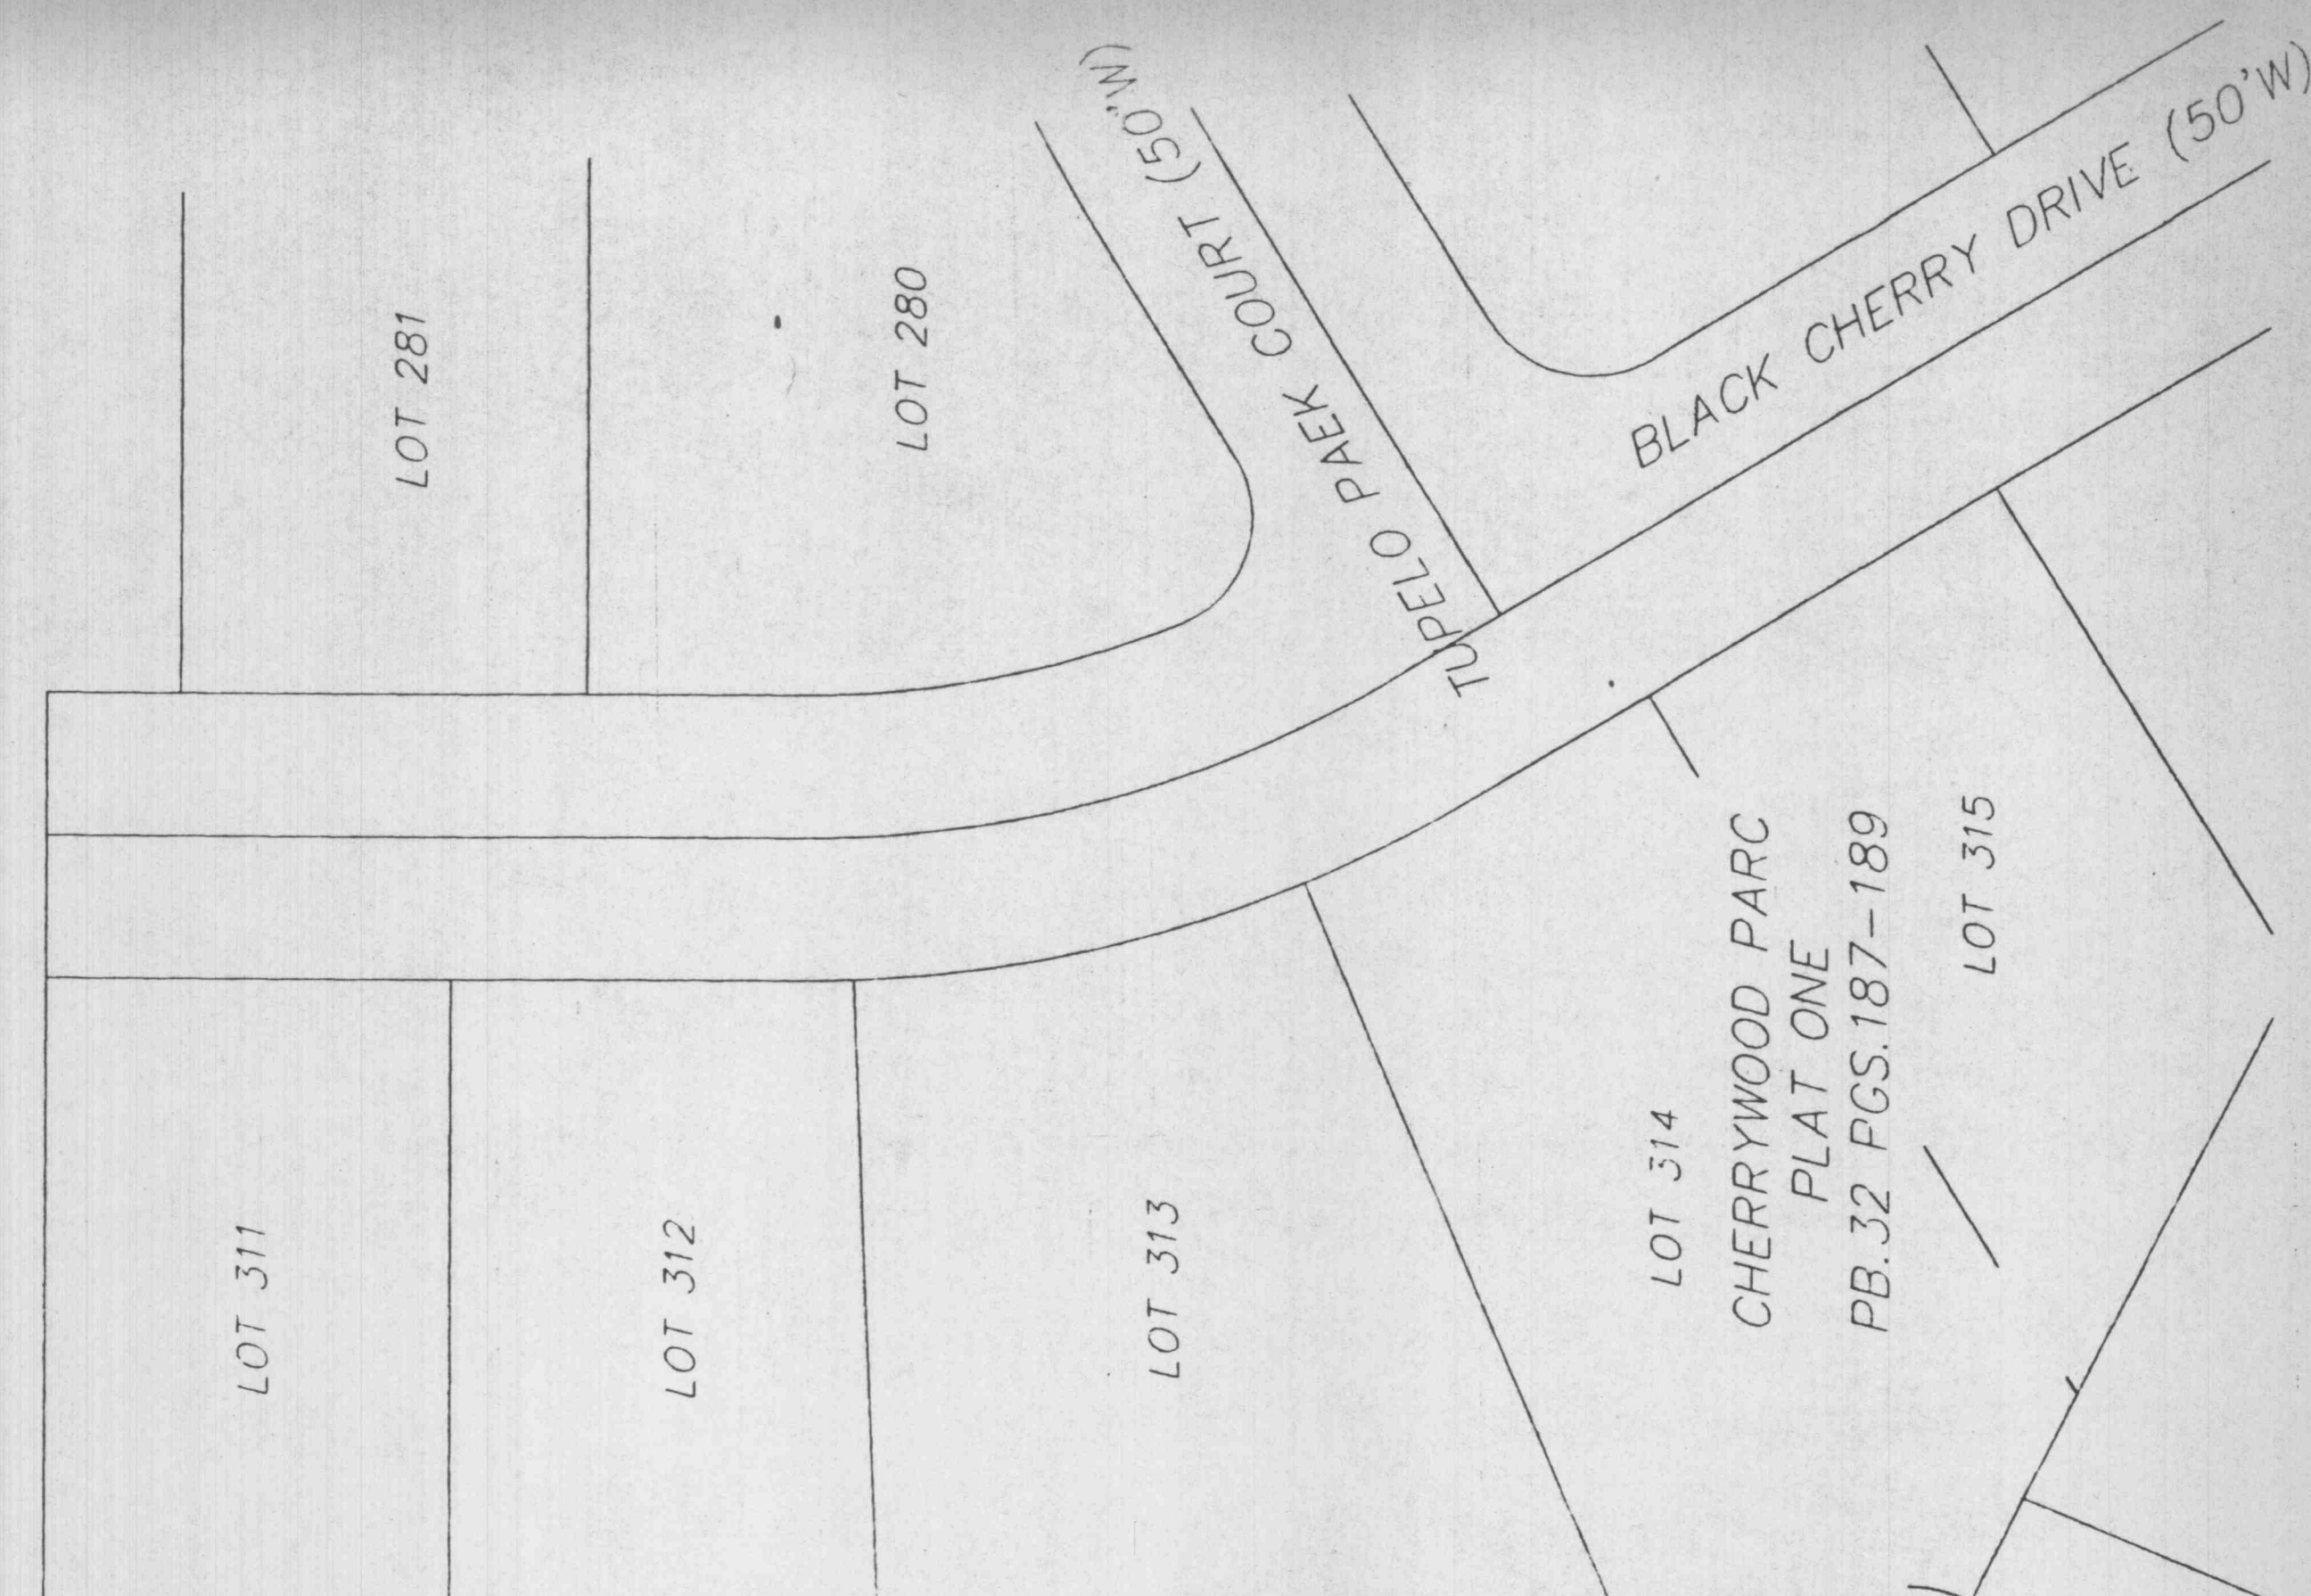 TUPELO PAEK COURT (50'W)
BLACK CHERRY DRIVE (50'W)
LOT 281
LOT 280
LOT 311
LOT 312
LOT 313
LOT 314
CHERRYWOOD PARC
PLAT ONE
PB.32 PGS.187-189
LOT 315